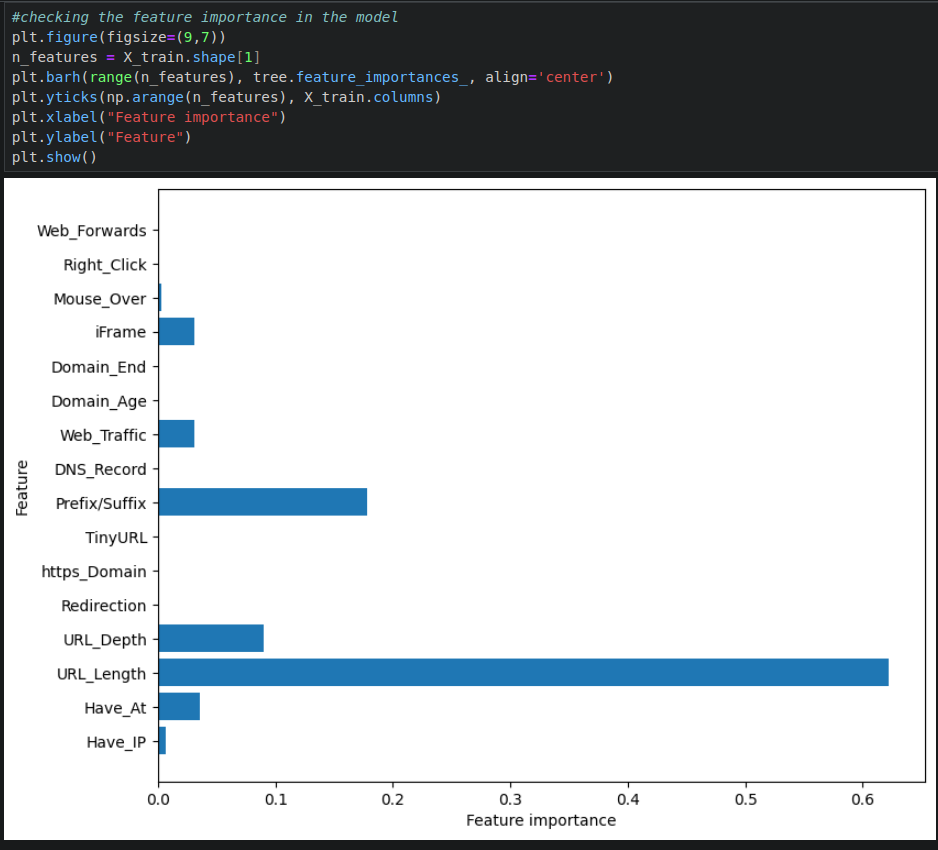 #checking the feature importance in the model
plt.figure(figsize=(9,7))
n_features = X_train.shape[1]
plt.barh(range(n_features), tree.feature_importances_, align='center')
plt.yticks(np.arange(n_features), X_train.columns)
plt.xlabel("Feature importance")
plt.ylabel("Feature")
plt.show()
Web_Forwards
Right_Click
Mouse_Over
iFrame
Domain_End
Domain_Age
Web_Traffic
DNS_Record
Prefix/Suffix
TinyURL
https_Domain
Redirection
URL_Depth
URL_Length
Have_At
Have_IP
Feature
0.0 0.1 0.2 0.3 0.4 0.5 0.6
Feature importance